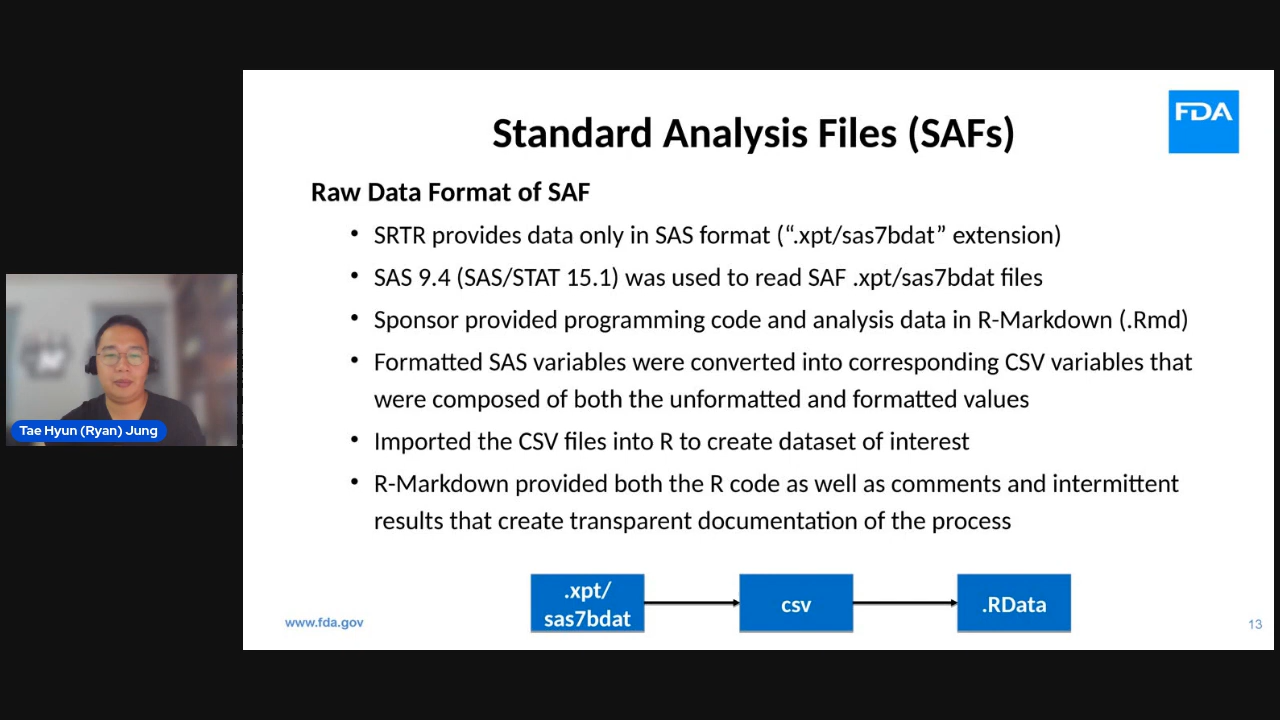 FDA
Standard Analysis Files (SAFs)
Raw Data Format of SAF
• SRTR provides data only in SAS format (“.xpt/sas7bdat” extension)
• SAS 9.4 (SAS/STAT 15.1) was used to read SAF .xpt/sas7bdat files
• Sponsor provided programming code and analysis data in R-Markdown (.Rmd)
• Formatted SAS variables were converted into corresponding CSV variables that
were composed of both the unformatted and formatted values
• Imported the CSV files into R to create dataset of interest
• R-Markdown provided both the R code as well as comments and intermittent
results that create transparent documentation of the process
.xpt/
sas7bdat
csv
.RData
www.fda.gov
13
Tae Hyun (Ryan) Jung